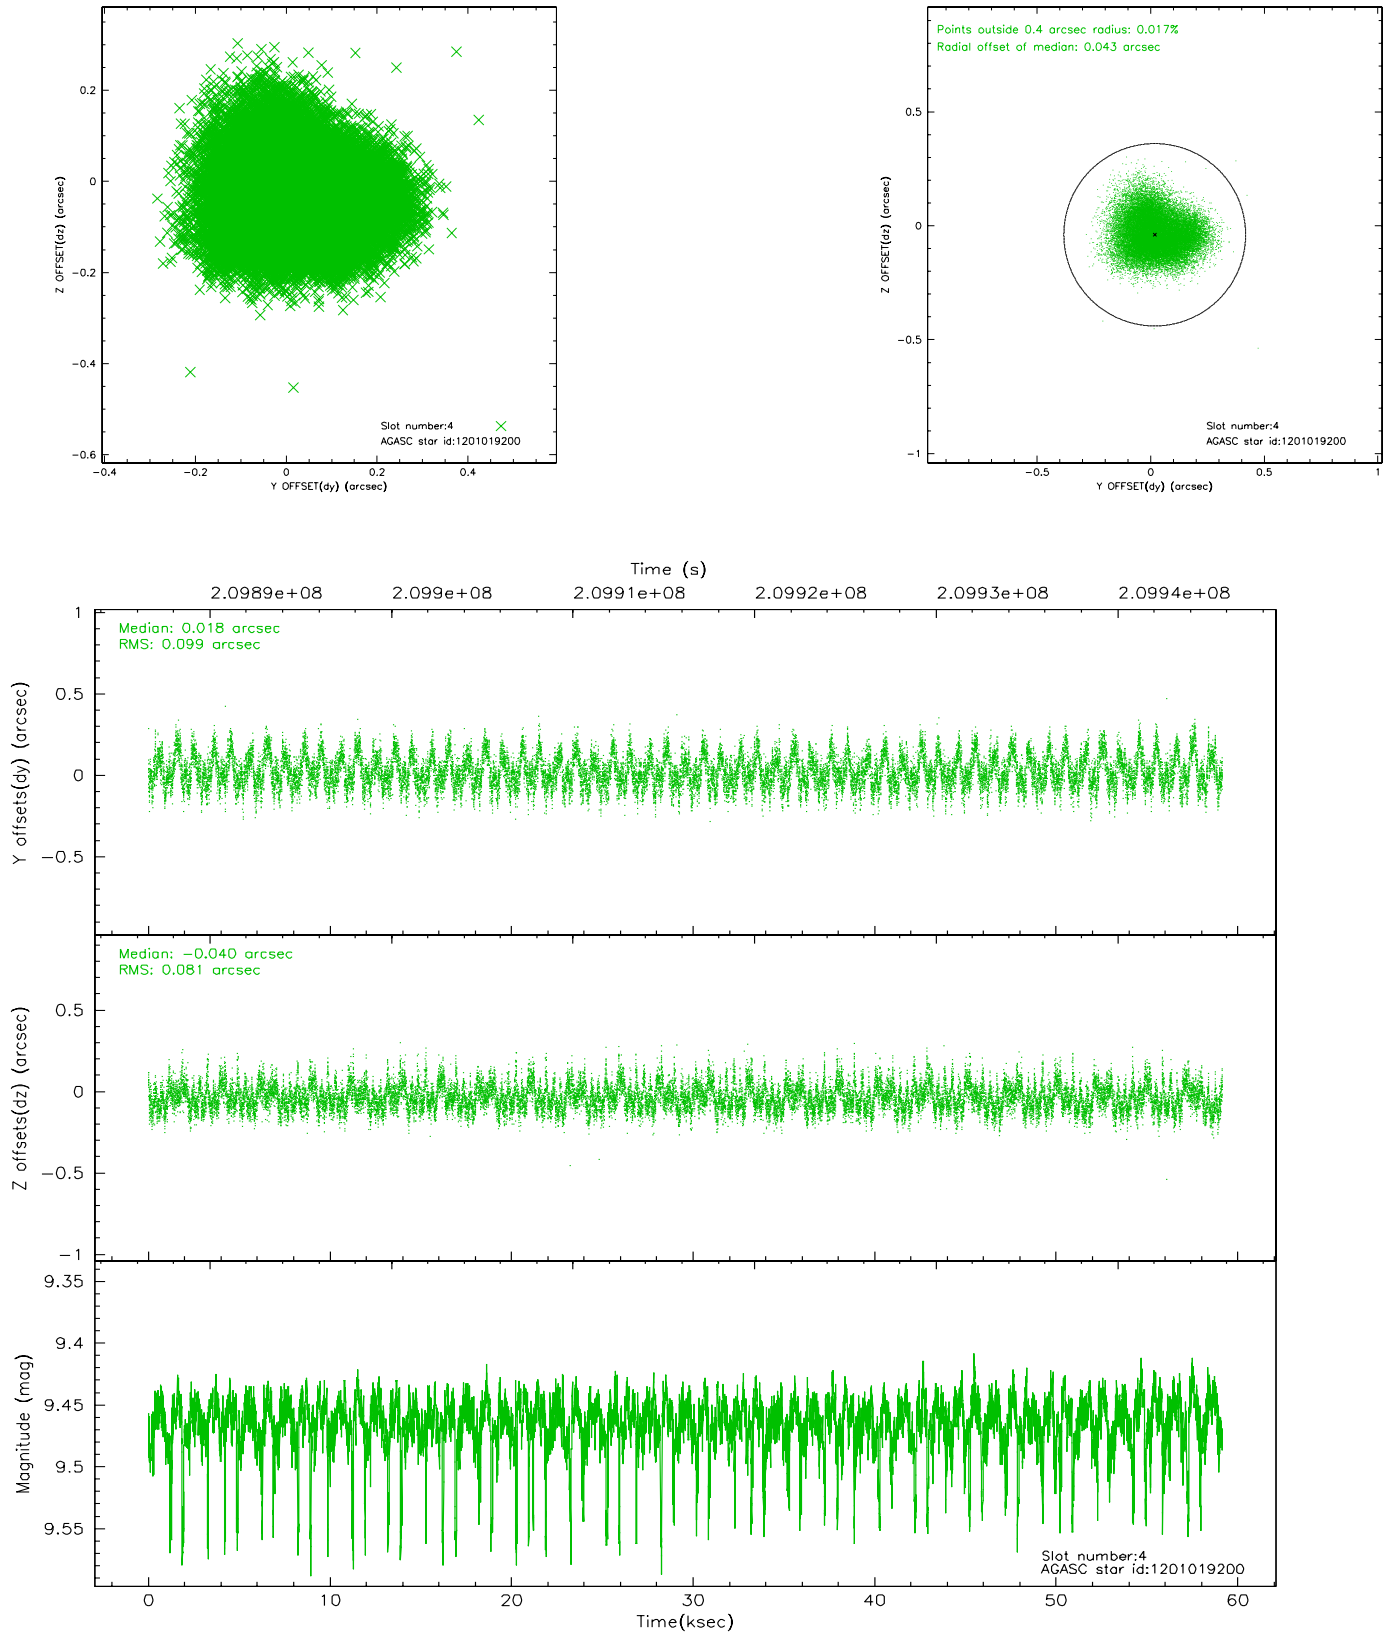 0.2
0
-0.2
-0.4
-0.6
Z OFFSET(dz) (arcsec)
-0.4 -0.2 0 0.2 0.4
Y OFFSET(dy) (arcsec)
Slot number:4
AGASC star id:1201019200
Points outside 0.4 arcsec radius: 0.017%
Radial offset of median: 0.043 arcsec
0.5
0
-0.5
-1
Z OFFSET(dz) (arcsec)
-0.5 0 0.5 1
Y OFFSET(dy) (arcsec)
Slot number:4
AGASC star id:1201019200
Time (s)
2.0989e+08 2.099e+08 2.0991e+08 2.0992e+08 2.0993e+08 2.0994e+08
Median: 0.018 arcsec
RMS: 0.099 arcsec
1
0.5
0
-0.5
Y offsets(dy) (arcsec)
Median: -0.040 arcsec
RMS: 0.081 arcsec
0.5
0
-0.5
-1
Z offsets(dz) (arcsec)
9.35
9.4
9.45
9.5
9.55
Magnitude (mag)
Slot number:4
AGASC star id:1201019200
0 10 20 30 40 50 60
Time(ksec)